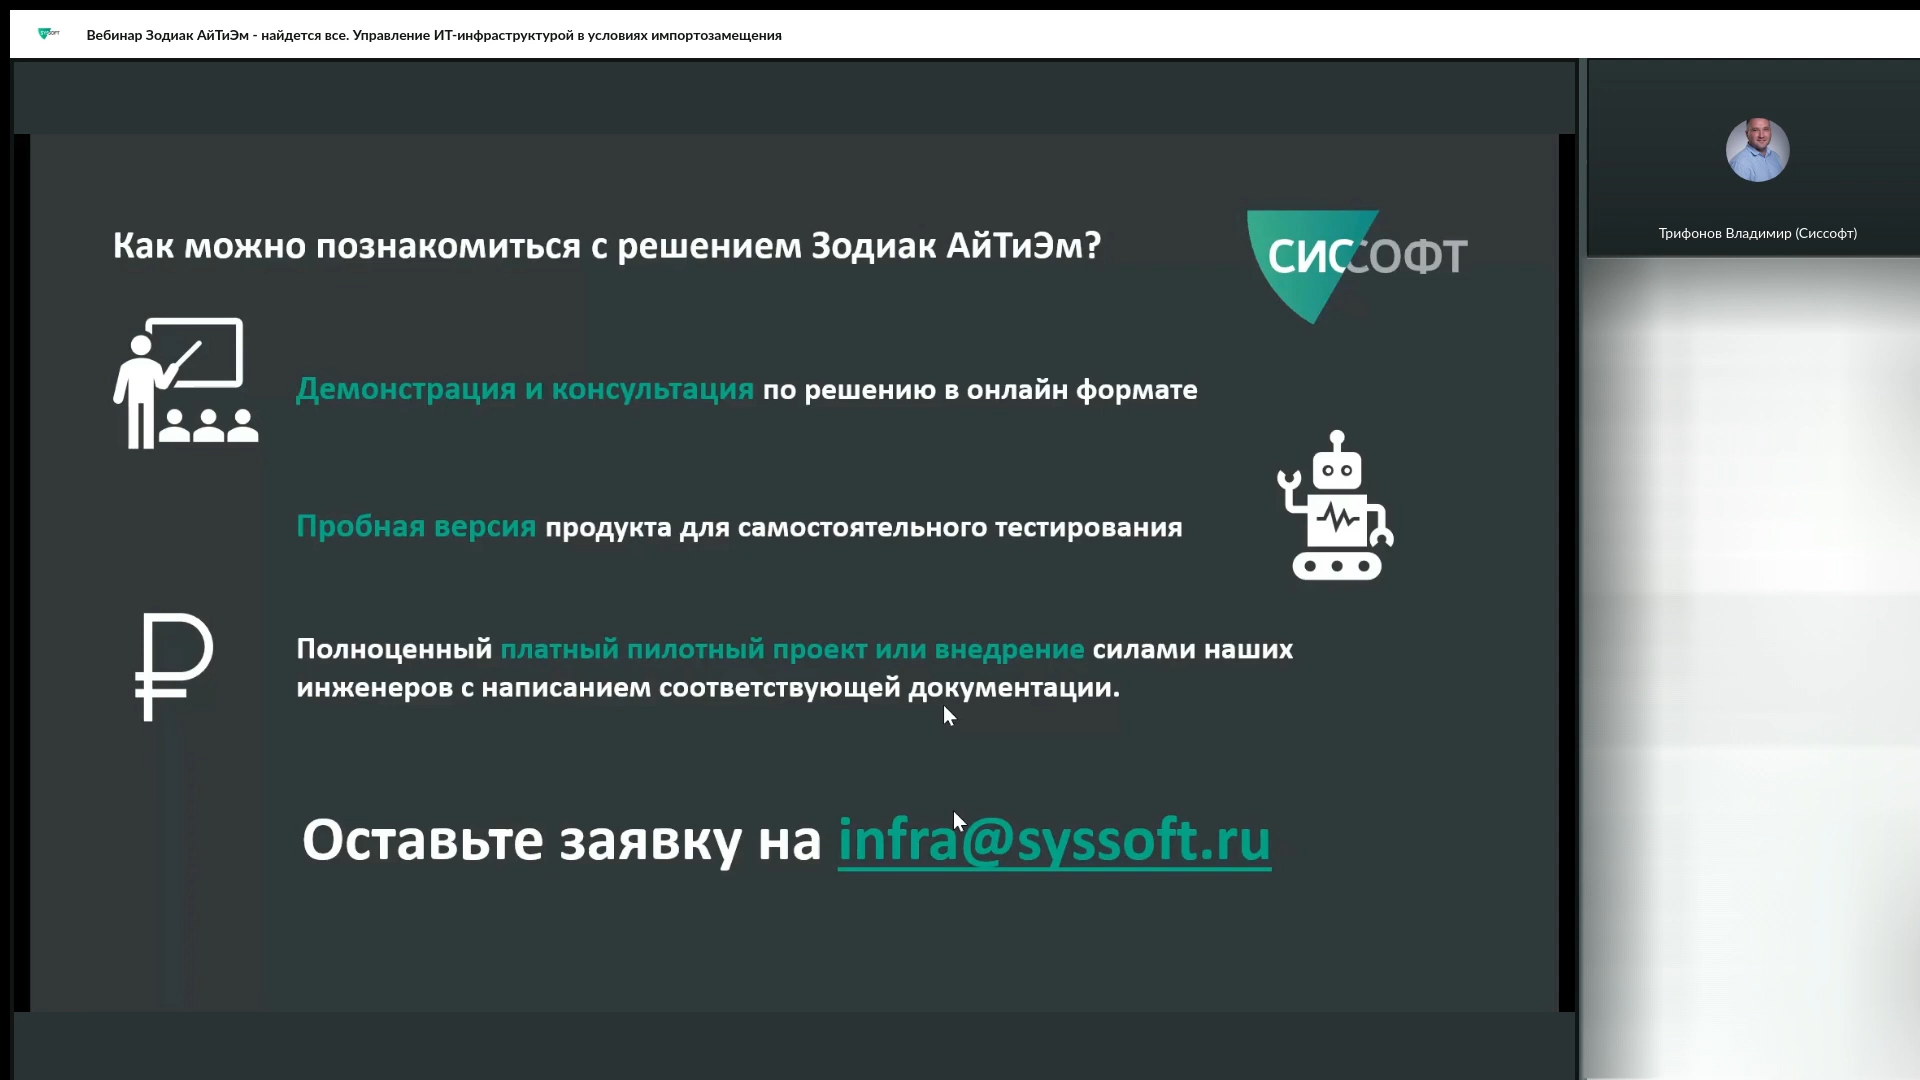 Вебинар Зодиак АйТиЭм - найдется все. Управление ИТ-инфраструктурой в условиях импортозамещения
Трифонов Владимир (Сиссофт)
Как можно познакомиться с решением Зодиак АйТиЭм?
СИССОФТ
Демонстрация и консультация по решению в онлайн формате
Пробная версия продукта для самостоятельного тестирования
Полноценный платный пилотный проект или внедрение силами наших
инженеров с написанием соответствующей документации.
Оставьте заявку на infra@syssoft.ru